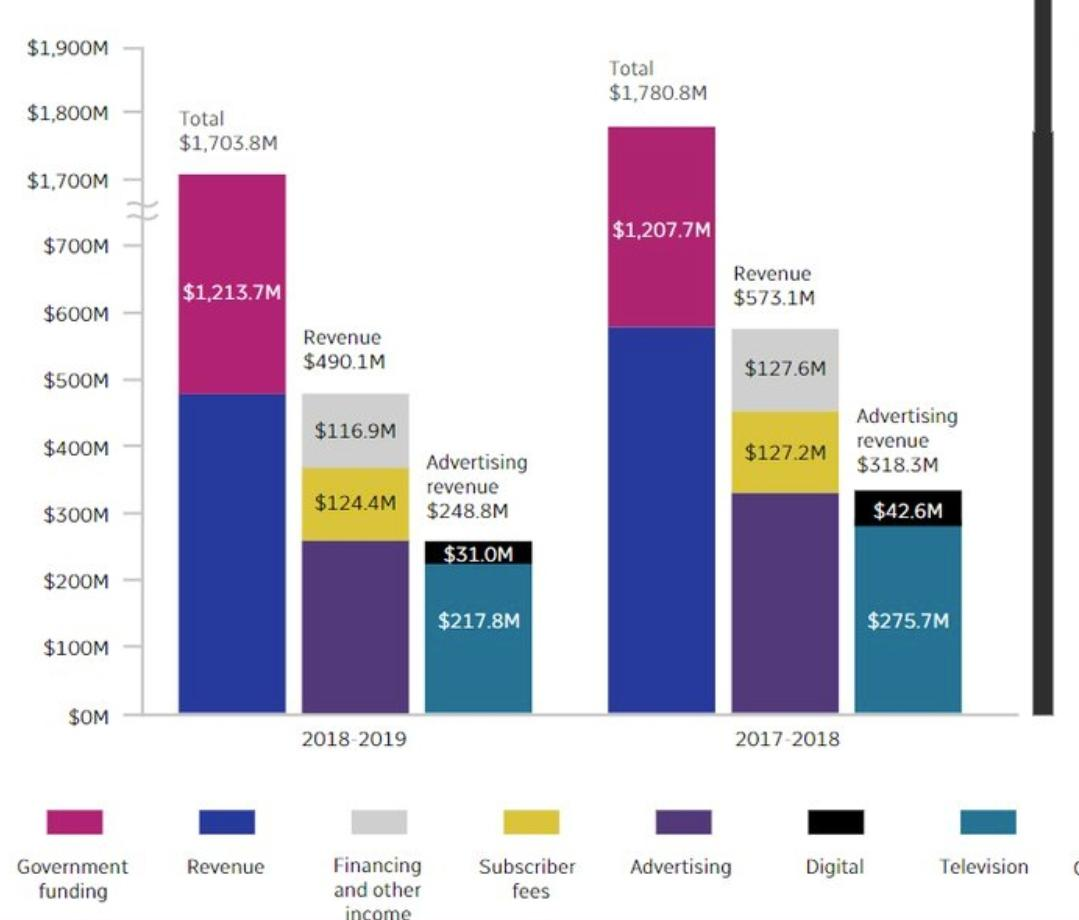 $1,900M
$1,800M
$1,700M
$700M
$600M
$500M
$400M
$300M
$200M
$100M
$0M
Total
$1,703.8M
$1,213.7M
Revenue
$490.1M
$116.9M
$124.4M
Advertising
revenue
$248.8M
$31.0M
$217.8M
Total
$1,780.8M
$1,207.7M
Revenue
$573.1M
$127.6M
$127.2M
Advertising
revenue
$318.3M
$42.6M
$275.7M
2018-2019
2017-2018
Government
funding
Revenue
Financing
and other
income
Subscriber
fees
Advertising
Digital
Television